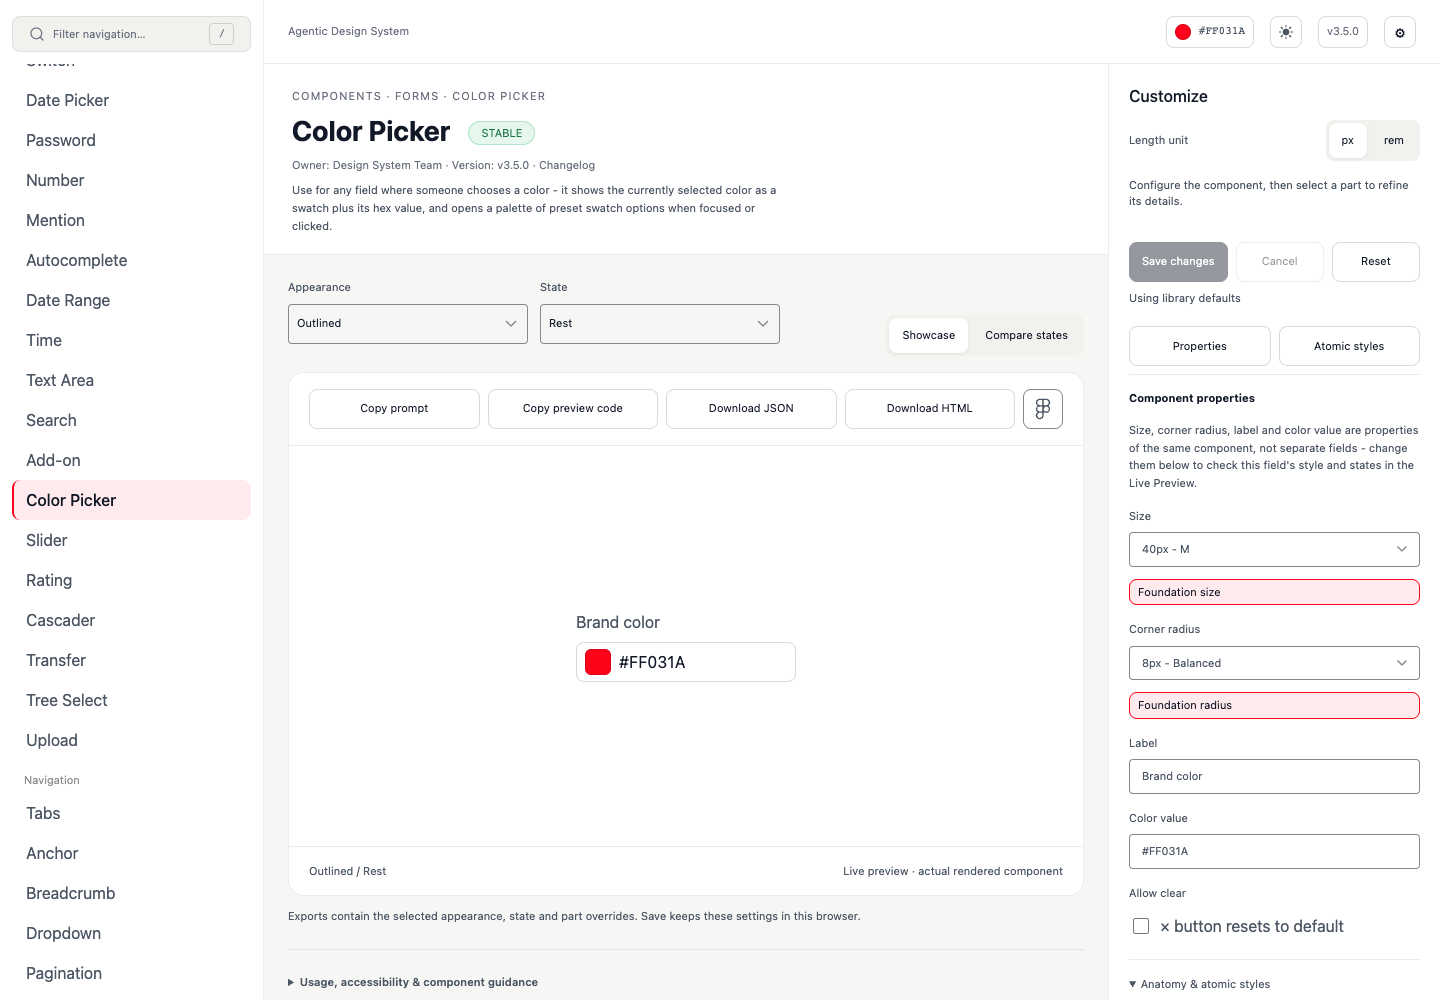 Filter navigation...
/
Switch
Date Picker
Password
Number
Mention
Autocomplete
Date Range
Time
Text Area
Search
Add-on
Color Picker
Slider
Rating
Cascader
Transfer
Tree Select
Upload
Navigation
Tabs
Anchor
Breadcrumb
Dropdown
Pagination
Agentic Design System
#FF031A
v3.5.0
COMPONENTS · FORMS · COLOR PICKER
Color Picker
STABLE
Owner: Design System Team · Version: v3.5.0 · Changelog
Use for any field where someone chooses a color - it shows the currently selected color as a
swatch plus its hex value, and opens a palette of preset swatch options when focused or
clicked.
Appearance
State
Outlined
Rest
Showcase
Compare states
Copy prompt
Copy preview code
Download JSON
Download HTML
Brand color
#FF031A
Outlined / Rest
Live preview · actual rendered component
Exports contain the selected appearance, state and part overrides. Save keeps these settings in this browser.
Usage, accessibility & component guidance
Customize
Length unit
px
rem
Configure the component, then select a part to refine
its details.
Save changes
Cancel
Reset
Using library defaults
Properties
Atomic styles
Component properties
Size, corner radius, label and color value are properties
of the same component, not separate fields - change
them below to check this field's style and states in the
Live Preview.
Size
40px - M
Foundation size
Corner radius
8px - Balanced
Foundation radius
Label
Brand color
Color value
#FF031A
Allow clear
× button resets to default
Anatomy & atomic styles